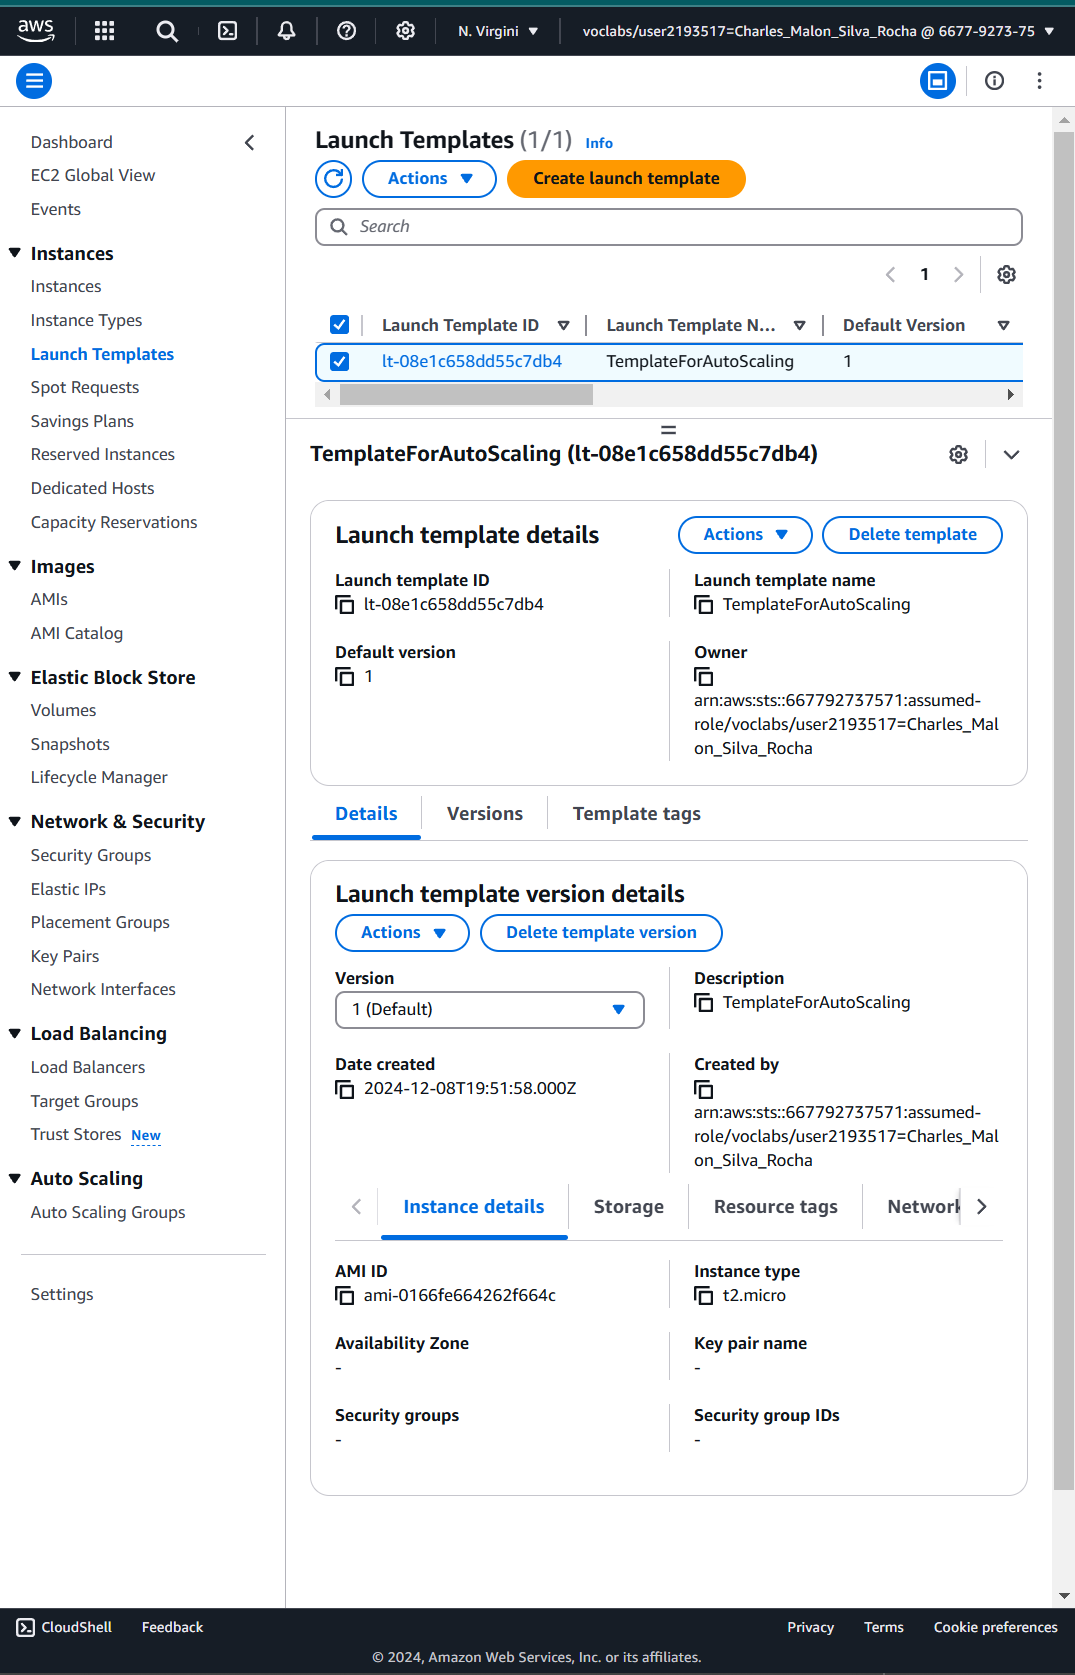 aws
N. Virgini
voclabs/user2193517=Charles_Malon_Silva_Rocha @ 6677-9273-75
Dashboard
EC2 Global View
Events
Instances
Instances
Instance Types
Launch Templates
Spot Requests
Savings Plans
Reserved Instances
Dedicated Hosts
Capacity Reservations
Images
AMIs
AMI Catalog
Elastic Block Store
Volumes
Snapshots
Lifecycle Manager
Network & Security
Security Groups
Elastic IPs
Placement Groups
Key Pairs
Network Interfaces
Load Balancing
Load Balancers
Target Groups
Trust Stores New
Auto Scaling
Auto Scaling Groups
Settings
Launch Templates (1/1) Info
Actions Create launch template
Search
1
Launch Template ID Launch Template N... Default Version
lt-08e1c658dd55c7db4 TemplateForAutoScaling 1
TemplateForAutoScaling (lt-08e1c658dd55c7db4)
Launch template details Actions Delete template
Launch template ID
lt-08e1c658dd55c7db4
Launch template name
TemplateForAutoScaling
Default version
1
Owner
arn:aws:sts::667792737571:assumed-
role/voclabs/user2193517=Charles_Mal
on_Silva_Rocha
Details Versions Template tags
Launch template version details
Actions Delete template version
Version
1 (Default)
Description
TemplateForAutoScaling
Date created
2024-12-08T19:51:58.000Z
Created by
arn:aws:sts::667792737571:assumed-
role/voclabs/user2193517=Charles_Mal
on_Silva_Rocha
Instance details Storage Resource tags Network
AMI ID
ami-0166fe664262f664c
Instance type
t2.micro
Availability Zone
-
Key pair name
-
Security groups
-
Security group IDs
-
CloudShell Feedback Privacy Terms Cookie preferences
© 2024, Amazon Web Services, Inc. or its affiliates.